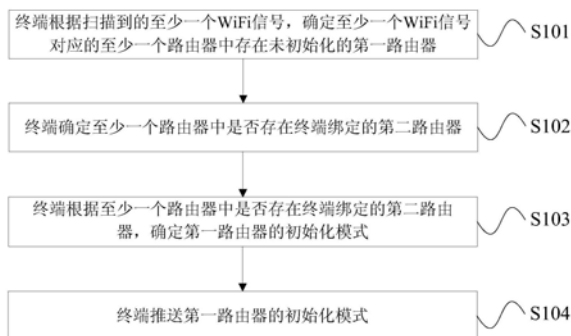 终端根据扫描到的至少一个WiFi信号，确定至少一个WiFi信号
对应的至少一个路由器中存在未初始化的第一路由器
S101
终端确定至少一个路由器中是否存在终端绑定的第二路由器
S102
终端根据至少一个路由器中是否存在终端绑定的第二路由
器，确定第一路由器的初始化模式
S103
终端推送第一路由器的初始化模式
S104